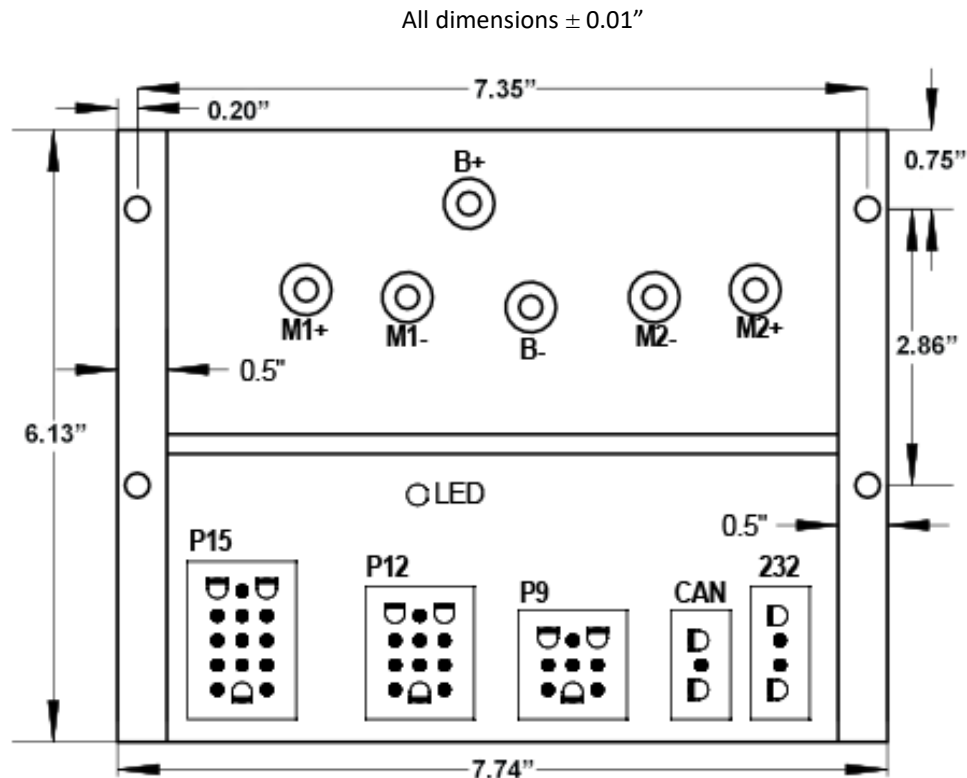 All dimensions ± 0.01”
7.35”
0.20”
B+
0.75”
M1+
M1-
B-
M2-
M2+
2.86”
0.5"
6.13”
LED
0.5"
P15
P12
P9
CAN
232
7.74”